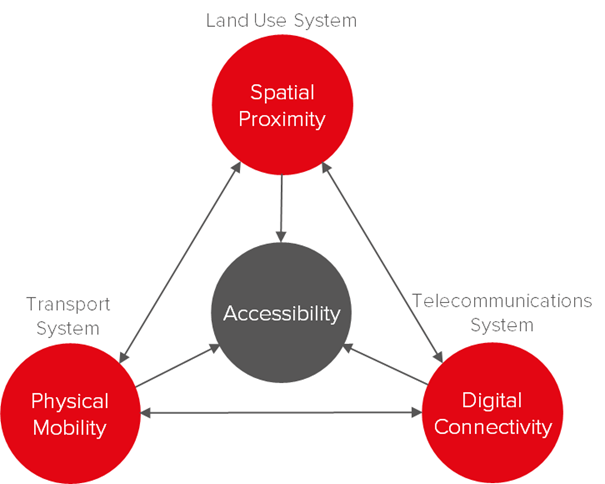 Land Use System
Spatial
Proximity
Accessibility
Transport
System
Telecommunications
System
Physical
Mobility
Digital
Connectivity